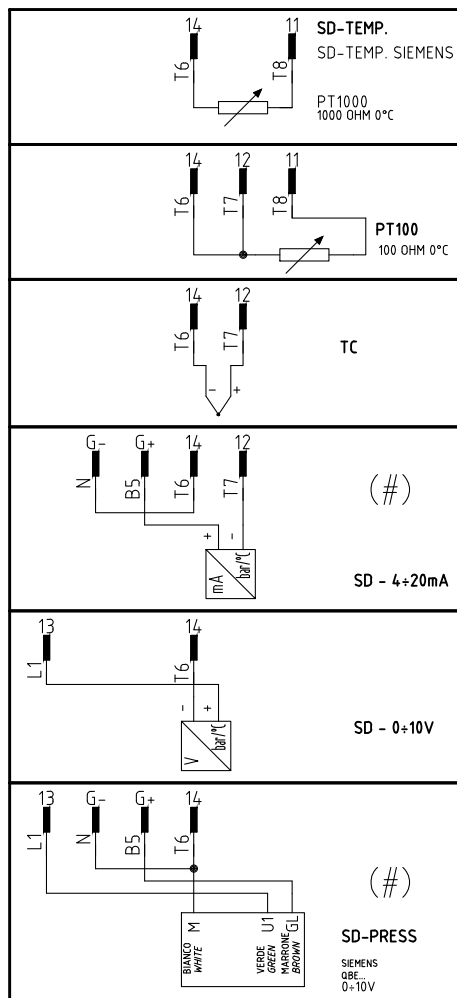 14 11 SD-TEMP.
SD-TEMP. SIEMENS
T6 T8
PT1000
1000 OHM 0°C
14 12 11
T6 T7 T8
PT100
100 OHM 0°C
14 12
T6 T7
TC
- +
G- G+ 14 12
N B5 T6 T7
(#)
+ -
mA bar/°C
SD - 4÷20mA
13 14
L1 T6
- +
SD - 0÷10V
V bar/°C
13 G- G+ 14
L1 N B5 T6
(#)
M U1 GL
BIANCO VERDE MARRONE
WHITE GREEN BROWN
SD-PRESS
SIEMENS
QBE...
0÷10V